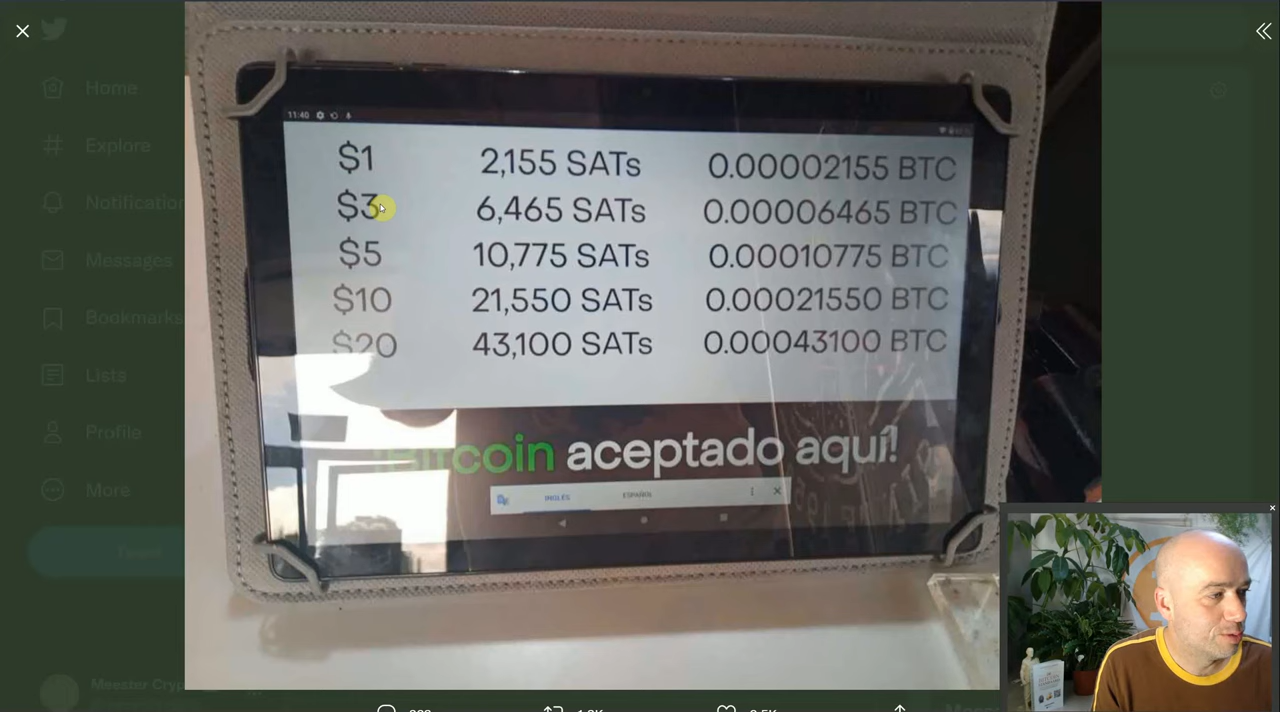 Home
Explore
Messages
Bookmarks
Lists
Profile
More
Tweet
11:40
$1 2,155 SATs 0.00002155 BTC
$3 6,465 SATs 0.00006465 BTC
$5 10,775 SATs 0.00010775 BTC
$10 21,550 SATs 0.00021550 BTC
$20 43,100 SATs 0.00043100 BTC
¡Bitcoin aceptado aquí!
INGLÉS ESPAÑOL